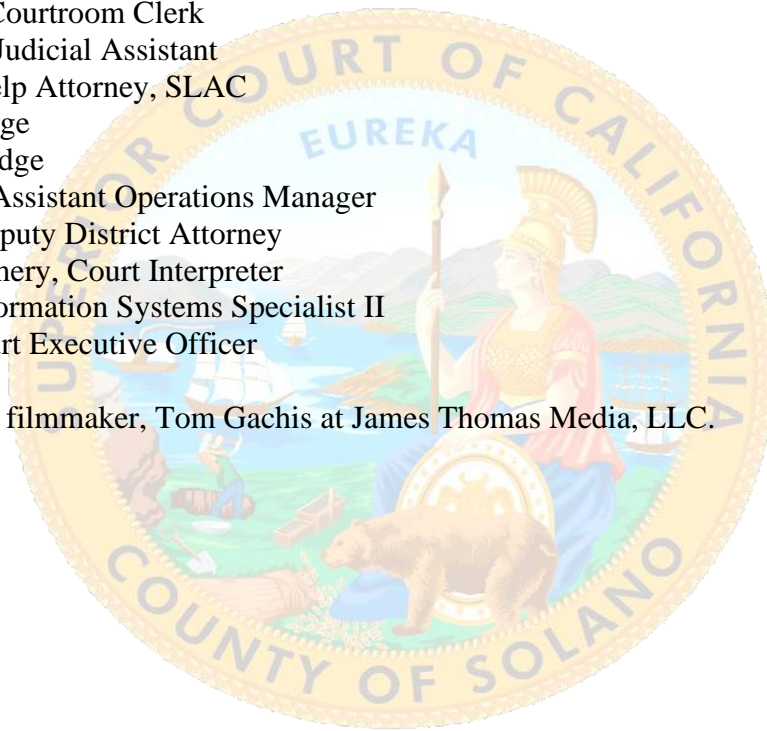 Courtroom Clerk
Judicial Assistant
elp Attorney, SLAC
ge
dge
Assistant Operations Manager
puty District Attorney
nery, Court Interpreter
ormation Systems Specialist II
rt Executive Officer
filmmaker, Tom Gachis at James Thomas Media, LLC.
SUPERIOR COURT OF CALIFORNIA
EUREKA
COUNTY OF SOLANO